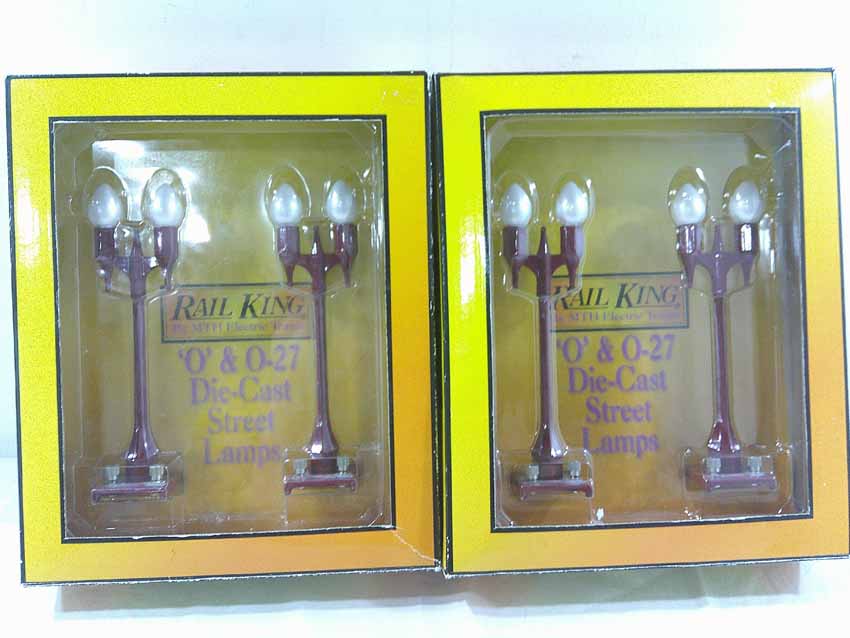 RAIL KING
By MTH Electric Trains
'O' & O-27
Die-Cast
Street
Lamps
RAIL KING
By MTH Electric Trains
'O' & O-27
Die-Cast
Street
Lamps